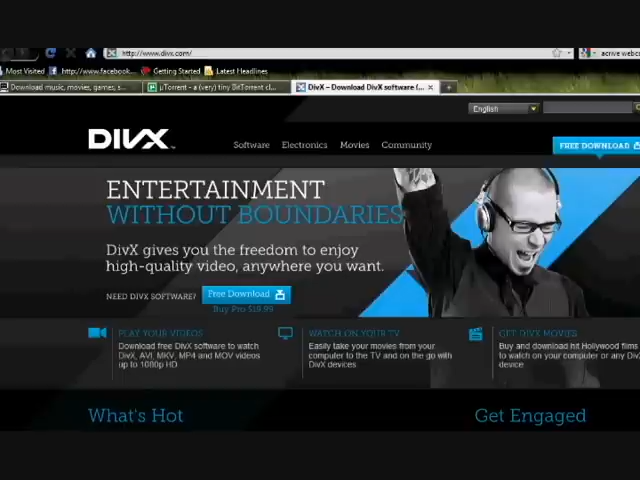 http://www.divx.com/
acrive webca
Most Visited
http://www.facebook....
Getting Started
Latest Headlines
Download music, movies, games, s...
µTorrent - a (very) tiny BitTorrent cl...
DivX – Download DivX software (...
English
DIVX
Software
Electronics
Movies
Community
FREE DOWNLOAD
ENTERTAINMENT
WITHOUT BOUNDARIES
DivX gives you the freedom to enjoy
high-quality video, anywhere you want.
NEED DIVX SOFTWARE?
Free Download
Buy Pro $19.99
PLAY YOUR VIDEOS
Download free DivX software to watch
DivX, AVI, MKV, MP4 and MOV videos
up to 1080p HD
WATCH ON YOUR TV
Easily take your movies from your
computer to the TV and on the go with
DivX devices
GET DIVX MOVIES
Buy and download hit Hollywood films
to watch on your computer or any Div
device
What's Hot
Get Engaged